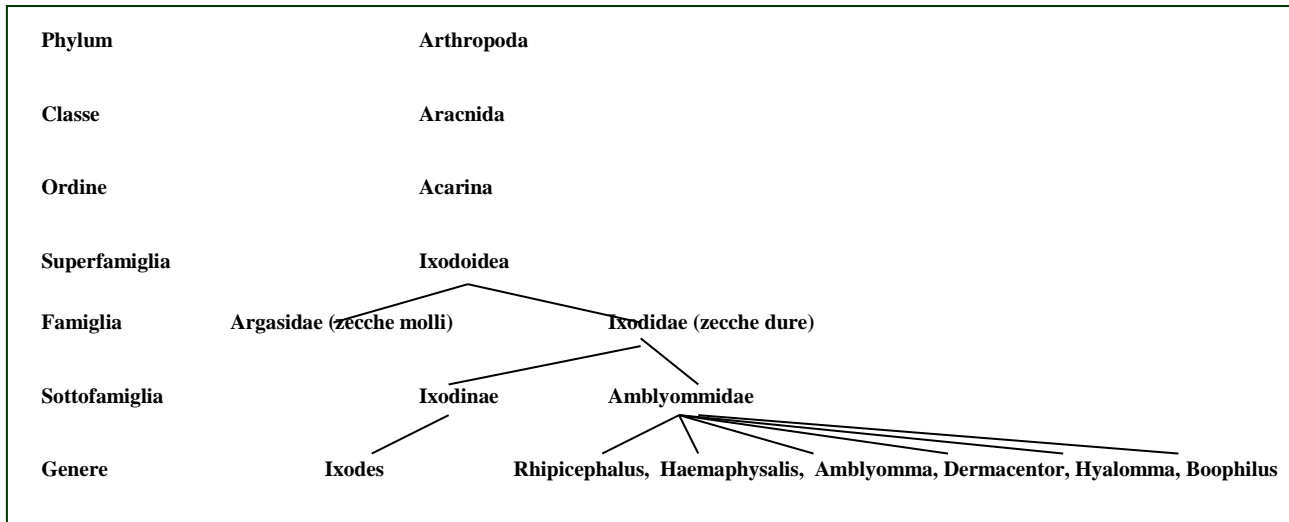 Phylum Arthropoda
Classe Aracnida
Ordine Acarina
Superfamiglia Ixodoidea
Famiglia Argasidae (zecche molli) Ixodidae (zecche dure)
Sottofamiglia Ixodinae Amblyommidae
Genere Ixodes Rhipicephalus, Haemaphysalis, Amblyomma, Dermacentor, Hyalomma, Boophilus